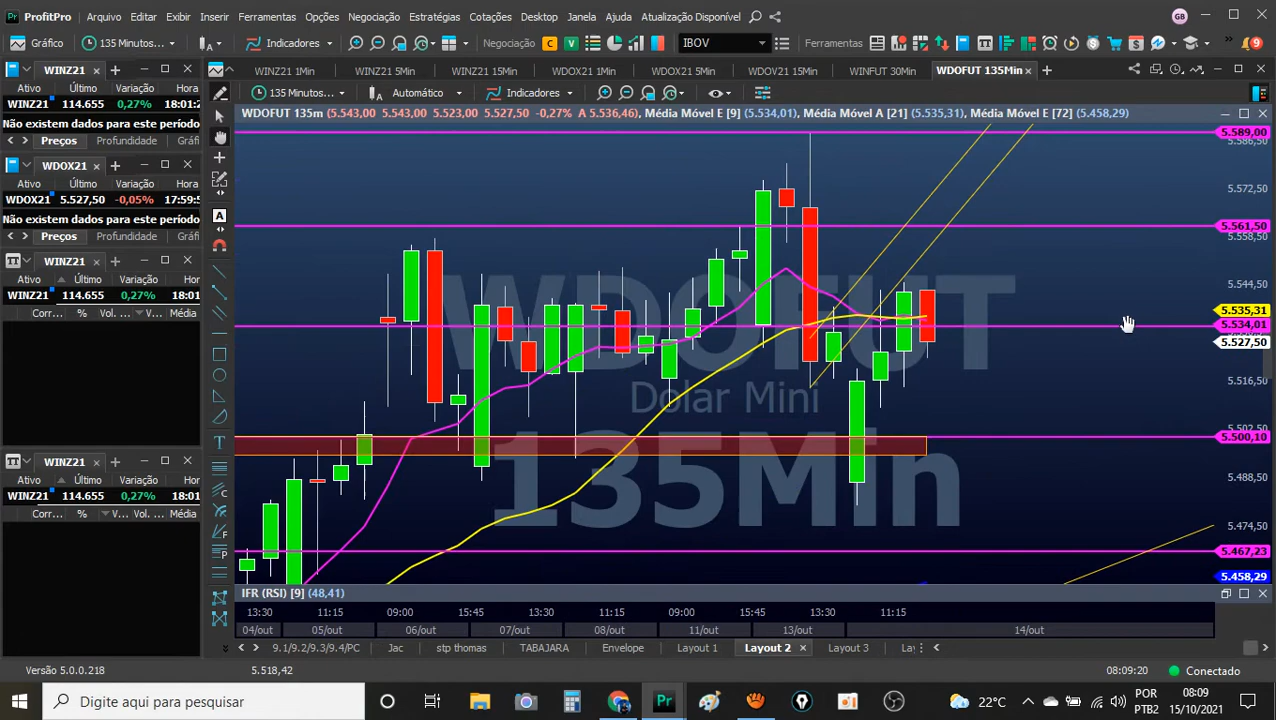 ProfitPro
Arquivo Editar Exibir Inserir Ferramentas Opções Negociação Estratégias Cotações Desktop Janela Ajuda Atualização Disponível GB
Gráfico 135 Minutos... Indicadores Negociação C V IBOV Ferramentas 9
WINZ21 WINZ21 1Min WINZ21 5Min WINZ21 15Min WDOX21 1Min WDOX21 5Min WDOV21 15Min WINFUT 30Min WDOFUT 135Min
Ativo Último Variação Hora
WINZ21 114.655 0,27% 18:01:2
Não existem dados para este período
Preços Profundidade Gráf
135 Minutos... Automático Indicadores
WDOFUT 135m (5.543,00 5.543,00 5.523,00 5.527,50 -0,27% A 5.536,46), Média Móvel E [9] (5.534,01), Média Móvel A [21] (5.535,31), Média Móvel E [72] (5.458,29)
WDOX21
Ativo Último Variação Hora
WDOX21 5.527,50 -0,05% 17:59:5
Não existem dados para este período
Preços Profundidade Gráf
WINZ21
Ativo Último Variação Hor
WINZ21 114.655 0,27% 18:01
Corr... % V... Vol. ... Média
WINZ21
Ativo Último Variação Hor
WINZ21 114.655 0,27% 18:01
Corr... % V... Vol. ... Média
WDOFUT
Dolar Mini
135Min
5.589,00
5.586,50
5.572,50
5.561,50
5.558,50
5.544,50
5.535,31
5.534,01
5.527,50
5.516,50
5.502,50
5.500,10
5.488,50
5.474,50
5.467,23
5.458,29
IFR (RSI) [9] (48,41)
13:30 11:15 09:00 15:45 13:30 11:15 09:00 15:45 13:30 11:15
04/out 05/out 06/out 07/out 08/out 11/out 13/out 14/out
9.1/9.2/9.3/9.4/PC Jac stp thomas TABAJARA Envelope Layout 1 Layout 2 Layout 3
Versão 5.0.0.218 5.518,42 08:09:20 Conectado
Digite aqui para pesquisar 22°C POR 08:09
PTB2 15/10/2021